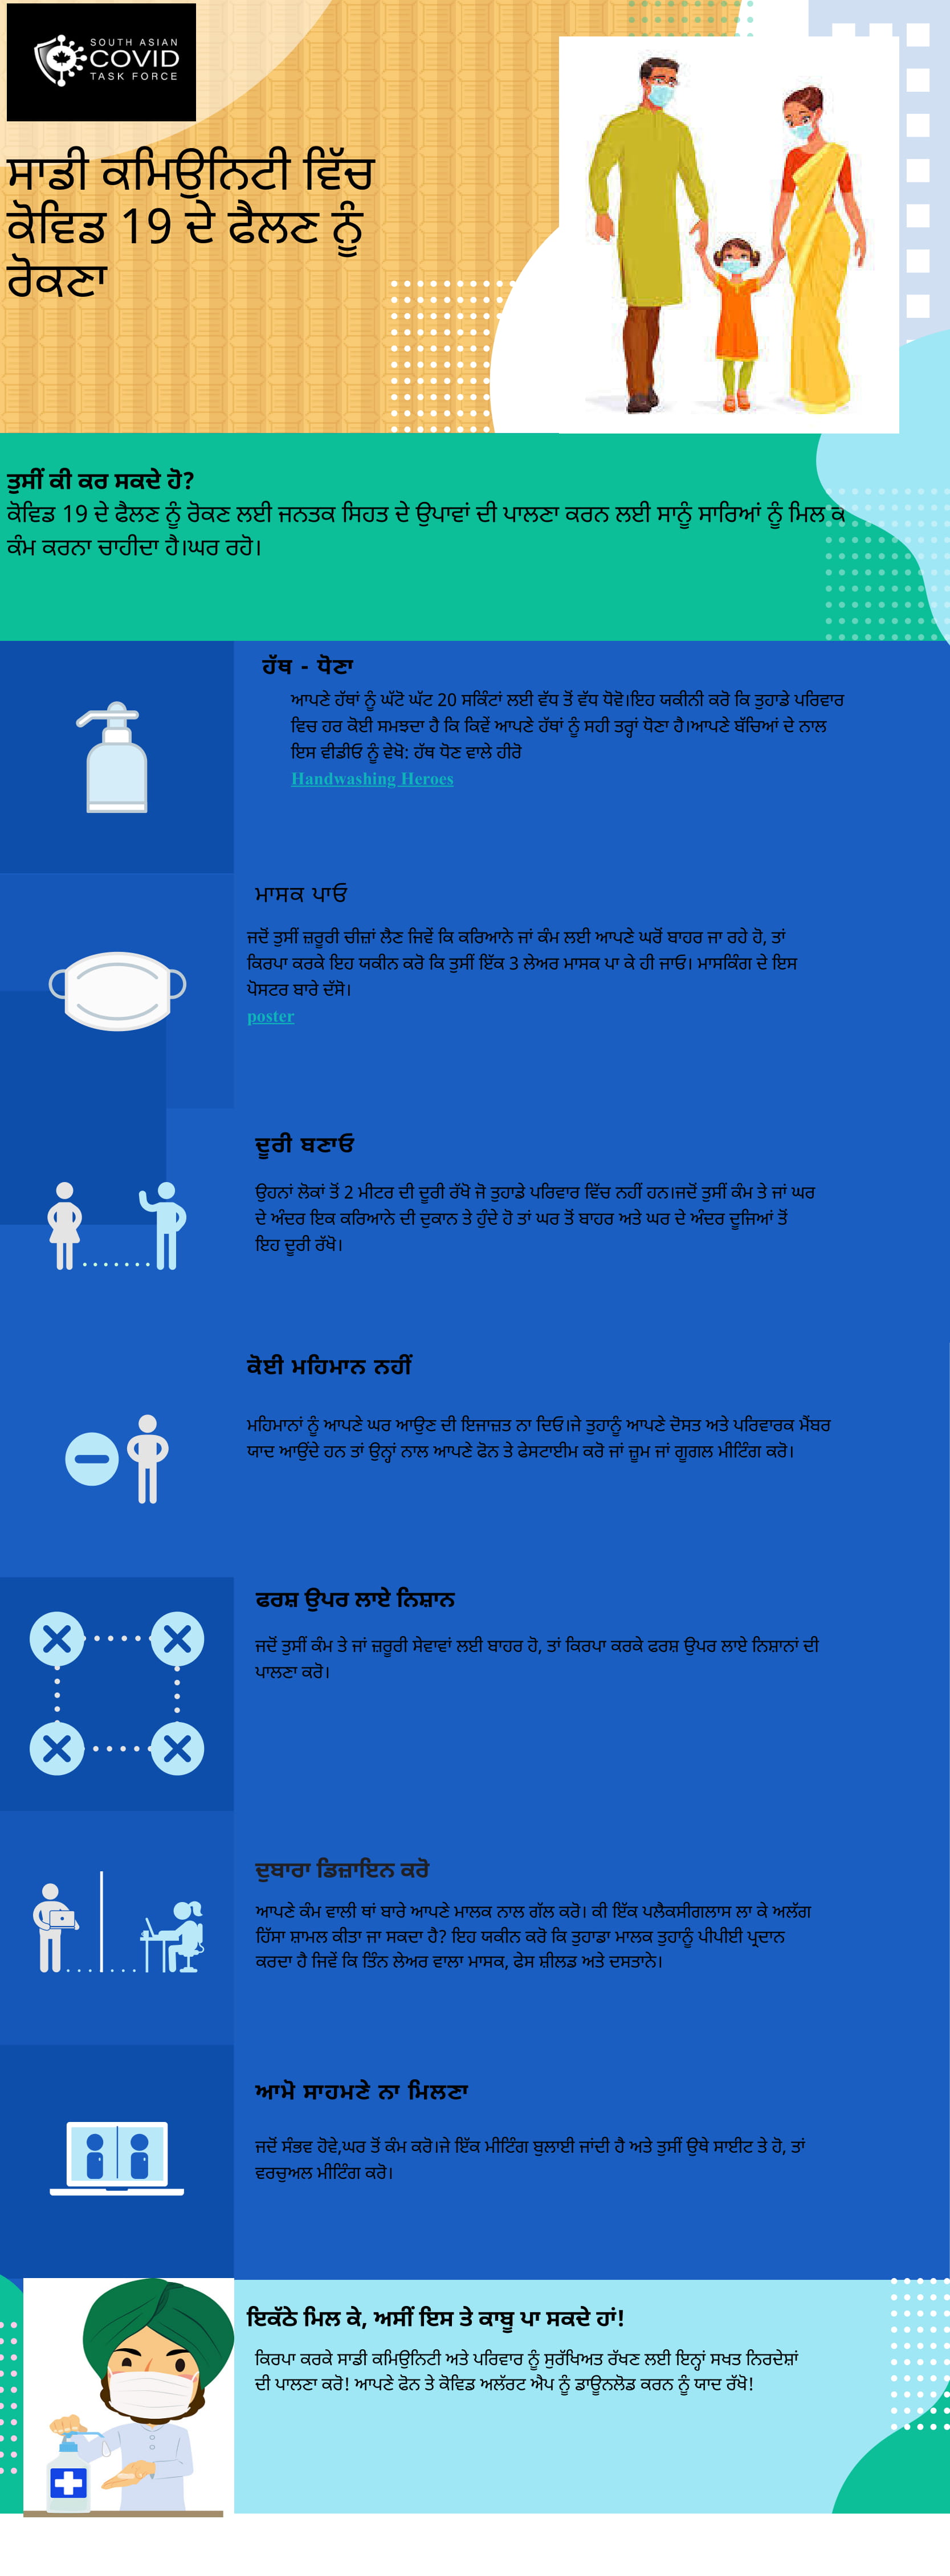 SOUTH ASIAN
COVID
TASK FORCE
ਸਾਡੀ ਕਮਿਊਨਿਟੀ ਵਿੱਚ
ਕੋਵਿਡ 19 ਦੇ ਫੈਲਣ ਨੂੰ
ਰੋਕਣਾ
ਤੁਸੀਂ ਕੀ ਕਰ ਸਕਦੇ ਹੋ?
ਕੋਵਿਡ 19 ਦੇ ਫੈਲਣ ਨੂੰ ਰੋਕਣ ਲਈ ਜਨਤਕ ਸਿਹਤ ਦੇ ਉਪਾਵਾਂ ਦੀ ਪਾਲਣਾ ਕਰਨ ਲਈ ਸਾਨੂੰ ਸਾਰਿਆਂ ਨੂੰ ਮਿਲ ਕ
ਕੰਮ ਕਰਨਾ ਚਾਹੀਦਾ ਹੈ।ਘਰ ਰਹੋ।
ਹੱਥ - ਧੋਣਾ
ਆਪਣੇ ਹੱਥਾਂ ਨੂੰ ਘੱਟੋ ਘੱਟ 20 ਸਕਿੰਟਾਂ ਲਈ ਵੱਧ ਤੋਂ ਵੱਧ ਧੋਵੋ।ਇਹ ਯਕੀਨੀ ਕਰੋ ਕਿ ਤੁਹਾਡੇ ਪਰਿਵਾਰ
ਵਿਚ ਹਰ ਕੋਈ ਸਮਝਦਾ ਹੈ ਕਿ ਕਿਵੇਂ ਆਪਣੇ ਹੱਥਾਂ ਨੂੰ ਸਹੀ ਤਰ੍ਹਾਂ ਧੋਣਾ ਹੈ।ਆਪਣੇ ਬੱਚਿਆਂ ਦੇ ਨਾਲ
ਇਸ ਵੀਡੀਓ ਨੂੰ ਵੇਖੋ: ਹੱਥ ਧੋਣ ਵਾਲੇ ਹੀਰੋ
Handwashing Heroes
ਮਾਸਕ ਪਾਓ
ਜਦੋਂ ਤੁਸੀਂ ਜ਼ਰੂਰੀ ਚੀਜ਼ਾਂ ਲੈਣ ਜਿਵੇਂ ਕਿ ਕਰਿਆਨੇ ਜਾਂ ਕੰਮ ਲਈ ਆਪਣੇ ਘਰੋਂ ਬਾਹਰ ਜਾ ਰਹੇ ਹੋ, ਤਾਂ
ਕਿਰਪਾ ਕਰਕੇ ਇਹ ਯਕੀਨ ਕਰੋ ਕਿ ਤੁਸੀਂ ਇੱਕ 3 ਲੇਅਰ ਮਾਸਕ ਪਾ ਕੇ ਹੀ ਜਾਓ। ਮਾਸਕਿੰਗ ਦੇ ਇਸ
ਪੋਸਟਰ ਬਾਰੇ ਦੱਸੋ।
poster
ਦੂਰੀ ਬਣਾਓ
ਉਹਨਾਂ ਲੋਕਾਂ ਤੋਂ 2 ਮੀਟਰ ਦੀ ਦੂਰੀ ਰੱਖੋ ਜੋ ਤੁਹਾਡੇ ਪਰਿਵਾਰ ਵਿੱਚ ਨਹੀਂ ਹਨ।ਜਦੋਂ ਤੁਸੀਂ ਕੰਮ ਤੇ ਜਾਂ ਘਰ
ਦੇ ਅੰਦਰ ਇਕ ਕਰਿਆਨੇ ਦੀ ਦੁਕਾਨ ਤੇ ਹੁੰਦੇ ਹੋ ਤਾਂ ਘਰ ਤੋਂ ਬਾਹਰ ਅਤੇ ਘਰ ਦੇ ਅੰਦਰ ਦੂਜਿਆਂ ਤੋਂ
ਇਹ ਦੂਰੀ ਰੱਖੋ।
ਕੋਈ ਮਹਿਮਾਨ ਨਹੀਂ
ਮਹਿਮਾਨਾਂ ਨੂੰ ਆਪਣੇ ਘਰ ਆਉਣ ਦੀ ਇਜਾਜ਼ਤ ਨਾ ਦਿਓ।ਜੇ ਤੁਹਾਨੂੰ ਆਪਣੇ ਦੋਸਤ ਅਤੇ ਪਰਿਵਾਰਕ ਮੈਂਬਰ
ਯਾਦ ਆਉਂਦੇ ਹਨ ਤਾਂ ਉਨ੍ਹਾਂ ਨਾਲ ਆਪਣੇ ਫੋਨ ਤੇ ਫੇਸਟਾਈਮ ਕਰੋ ਜਾਂ ਜ਼ੂਮ ਜਾਂ ਗੂਗਲ ਮੀਟਿੰਗ ਕਰੋ।
ਫਰਸ਼ ਉਪਰ ਲਾਏ ਨਿਸ਼ਾਨ
ਜਦੋਂ ਤੁਸੀਂ ਕੰਮ ਤੇ ਜਾਂ ਜ਼ਰੂਰੀ ਸੇਵਾਵਾਂ ਲਈ ਬਾਹਰ ਹੋ, ਤਾਂ ਕਿਰਪਾ ਕਰਕੇ ਫਰਸ਼ ਉਪਰ ਲਾਏ ਨਿਸ਼ਾਨਾਂ ਦੀ
ਪਾਲਣਾ ਕਰੋ।
ਦੁਬਾਰਾ ਡਿਜ਼ਾਇਨ ਕਰੋ
ਆਪਣੇ ਕੰਮ ਵਾਲੀ ਥਾਂ ਬਾਰੇ ਆਪਣੇ ਮਾਲਕ ਨਾਲ ਗੱਲ ਕਰੋ। ਕੀ ਇੱਕ ਪਲੈਕਸੀਗਲਾਸ ਲਾ ਕੇ ਅਲੱਗ
ਹਿੱਸਾ ਸ਼ਾਮਲ ਕੀਤਾ ਜਾ ਸਕਦਾ ਹੈ? ਇਹ ਯਕੀਨ ਕਰੋ ਕਿ ਤੁਹਾਡਾ ਮਾਲਕ ਤੁਹਾਨੂੰ ਪੀਪੀਈ ਪ੍ਰਦਾਨ
ਕਰਦਾ ਹੈ ਜਿਵੇਂ ਕਿ ਤਿੰਨ ਲੇਅਰ ਵਾਲਾ ਮਾਸਕ, ਫੇਸ ਸ਼ੀਲਡ ਅਤੇ ਦਸਤਾਨੇ।
ਆਮੋ ਸਾਹਮਣੇ ਨਾ ਮਿਲਣਾ
ਜਦੋਂ ਸੰਭਵ ਹੋਵੇ,ਘਰ ਤੋਂ ਕੰਮ ਕਰੋ।ਜੇ ਇੱਕ ਮੀਟਿੰਗ ਬੁਲਾਈ ਜਾਂਦੀ ਹੈ ਅਤੇ ਤੁਸੀਂ ਉਥੇ ਸਾਈਟ ਤੇ ਹੋ, ਤਾਂ
ਵਰਚੁਅਲ ਮੀਟਿੰਗ ਕਰੋ।
ਇਕੱਠੇ ਮਿਲ ਕੇ, ਅਸੀਂ ਇਸ ਤੇ ਕਾਬੂ ਪਾ ਸਕਦੇ ਹਾਂ!
ਕਿਰਪਾ ਕਰਕੇ ਸਾਡੀ ਕਮਿਊਨਿਟੀ ਅਤੇ ਪਰਿਵਾਰ ਨੂੰ ਸੁਰੱਖਿਅਤ ਰੱਖਣ ਲਈ ਇਨ੍ਹਾਂ ਸਖਤ ਨਿਰਦੇਸ਼ਾਂ
ਦੀ ਪਾਲਣਾ ਕਰੋ! ਆਪਣੇ ਫੋਨ ਤੇ ਕੋਵਿਡ ਅਲੱਰਟ ਐਪ ਨੂੰ ਡਾਊਨਲੋਡ ਕਰਨ ਨੂੰ ਯਾਦ ਰੱਖੋ!